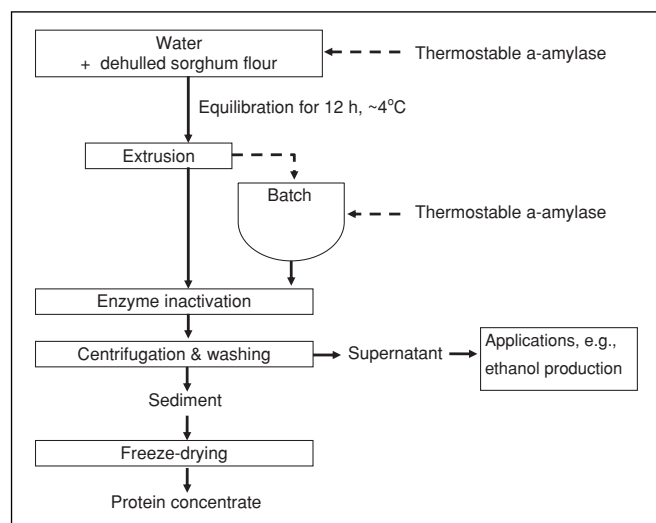 Water
+ dehulled sorghum flour
Thermostable a-amylase
Equilibration for 12 h, ~4°C
Extrusion
Batch
Thermostable a-amylase
Enzyme inactivation
Centrifugation & washing
Supernatant
Applications, e.g.,
ethanol production
Sediment
Freeze-drying
Protein concentrate